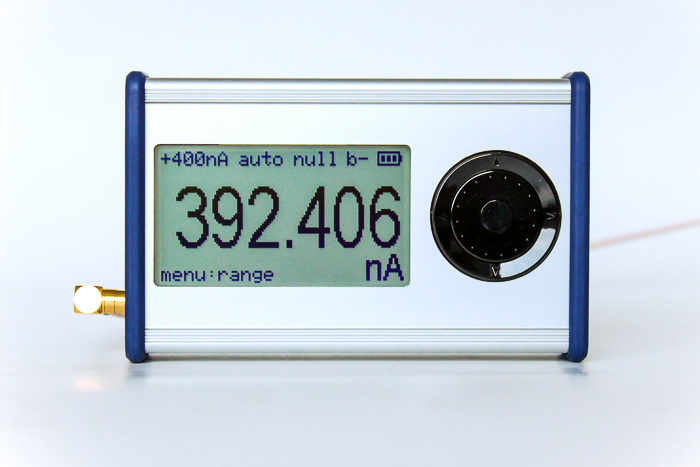 +400nA auto null b-
392.406
nA
menu:range